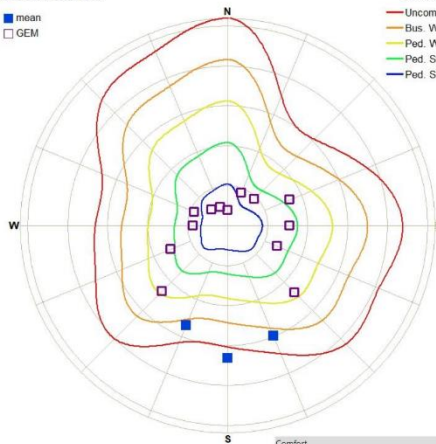 N
mean
GEM
Uncom
Bus. W
Ped. W
Ped. S
Ped. S
W
S
Comfort